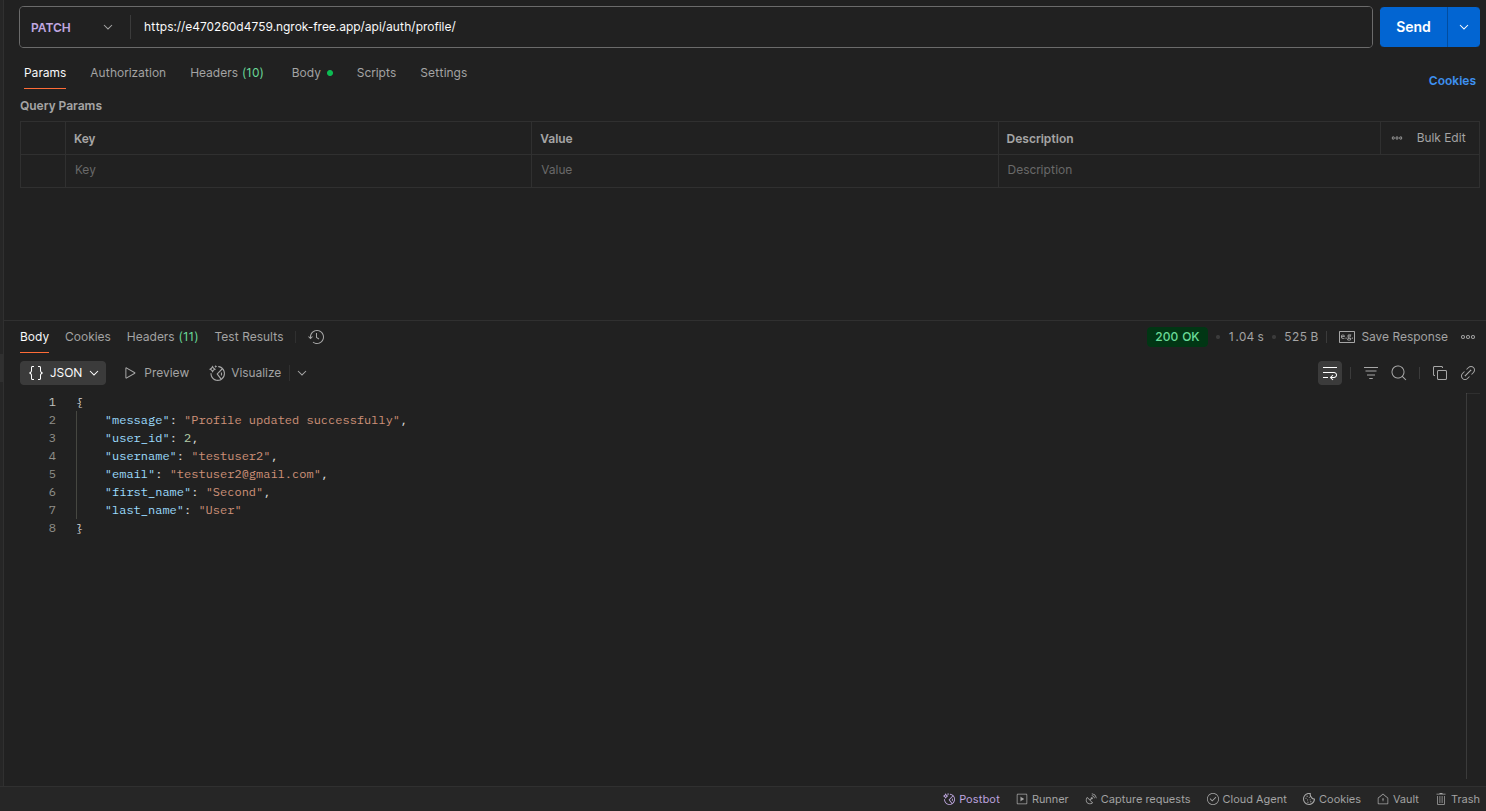 PATCH https://e470260d4759.ngrok-free.app/api/auth/profile/ Send
Params Authorization Headers (10) Body Scripts Settings Cookies
Query Params
Key Value Description Bulk Edit
Key Value Description
Body Cookies Headers (11) Test Results 200 OK 1.04 s 525 B e.g. Save Response
{} JSON Preview Visualize
1 {
2 "message": "Profile updated successfully",
3 "user_id": 2,
4 "username": "testuser2",
5 "email": "testuser2@gmail.com",
6 "first_name": "Second",
7 "last_name": "User"
8 }
Postbot Runner Capture requests Cloud Agent Cookies Vault Trash